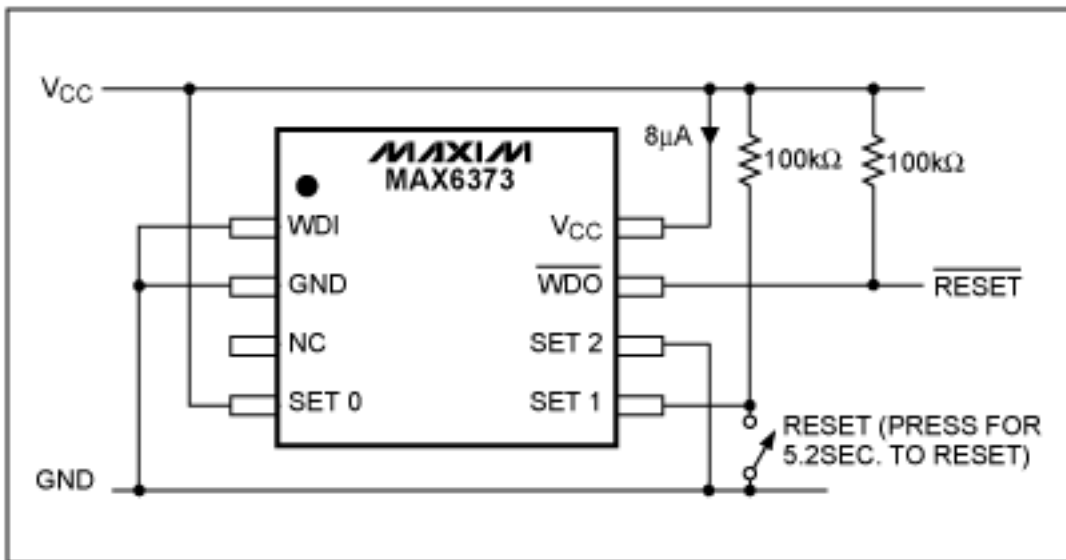 VCC
8µA
100kΩ
100kΩ
MAXIM
MAX6373
WDI
GND
NC
SET 0
VCC
WDO
SET 2
SET 1
RESET
RESET (PRESS FOR
5.2SEC. TO RESET)
GND